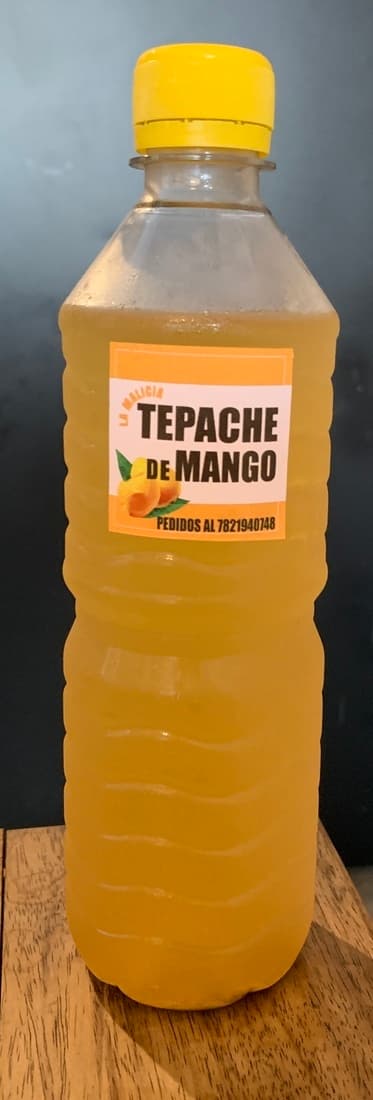 LA MALICIA
TEPACHE
DE MANGO
PEDIDOS AL 7821940748